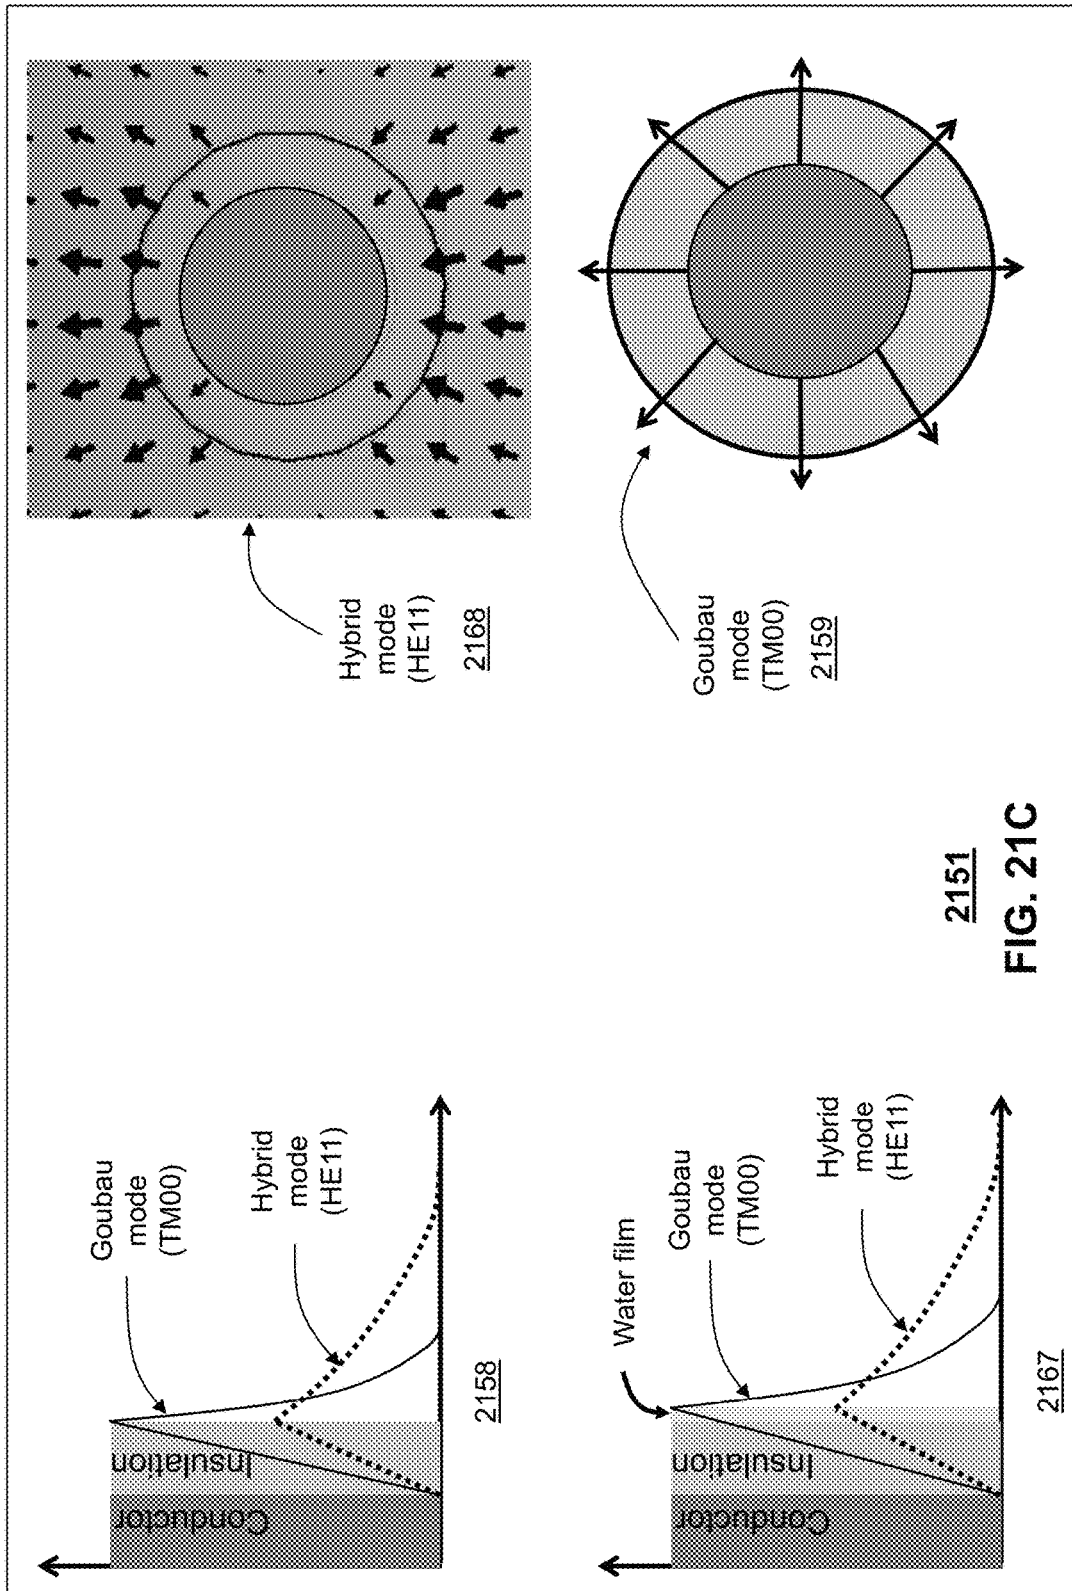 Goubau
mode
(TM00)
Hybrid
mode
(HE11)
Conductor
Insulation
2158
Hybrid
mode
(HE11)
2168
Water film
Goubau
mode
(TM00)
Hybrid
mode
(HE11)
Conductor
Insulation
2167
Goubau
mode
(TM00)
2159
2151
FIG. 21C